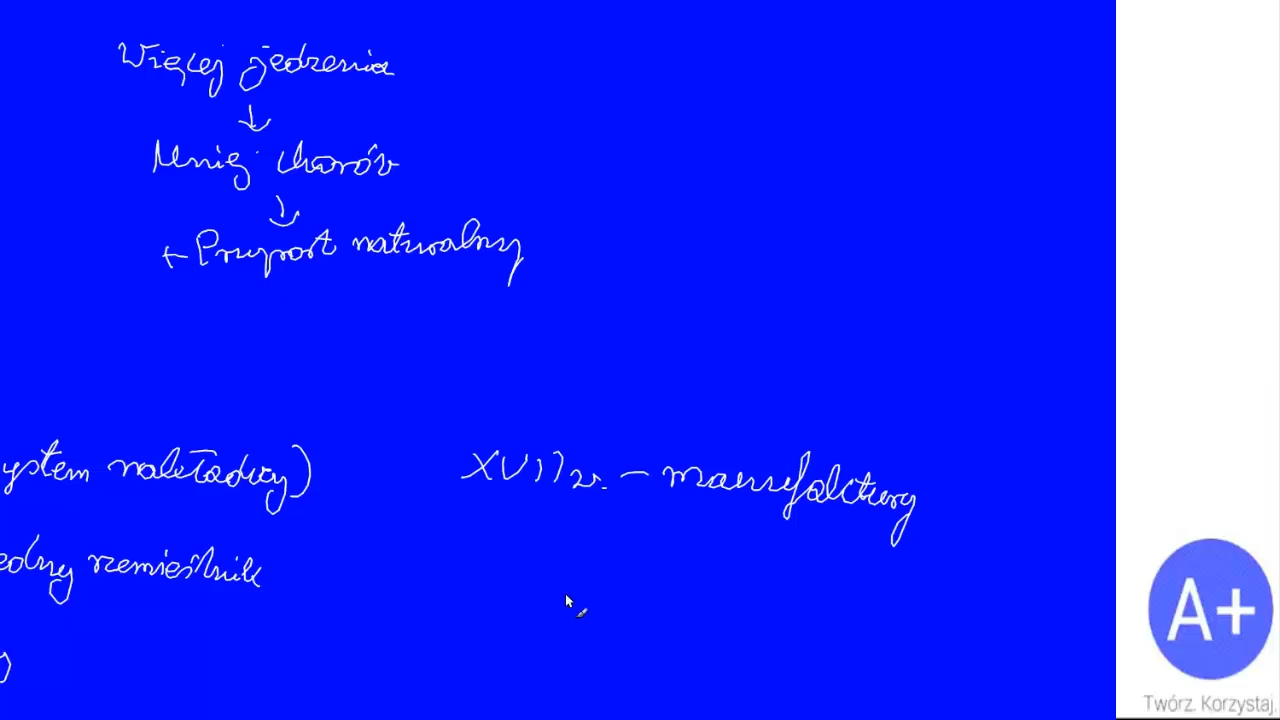 Więcej jedzenia
↓
Mniej chorób
↓
+ Przyrost naturalny
ystem nakładczy) XVIII w. – manufaktury
edny rzemieślnik
A+
Twórz. Korzystaj.